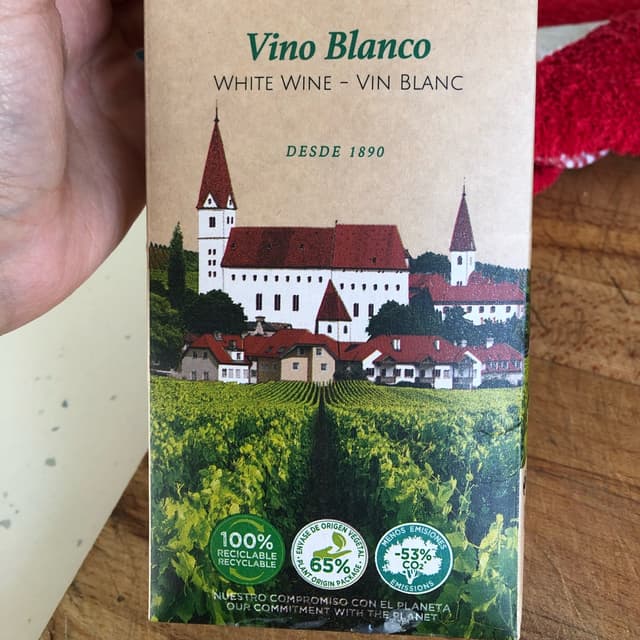 Vino Blanco
WHITE WINE - VIN BLANC
DESDE 1890
100%
RECICLABLE
RECYCLABLE
ENVASE DE ORIGEN VEGETAL
65%
PLANT ORIGIN PACKAGE
MENOS EMISIONES
-53%
CO²
EMISSIONS
NUESTRO COMPROMISO CON EL PLANETA
OUR COMMITMENT WITH THE PLANET